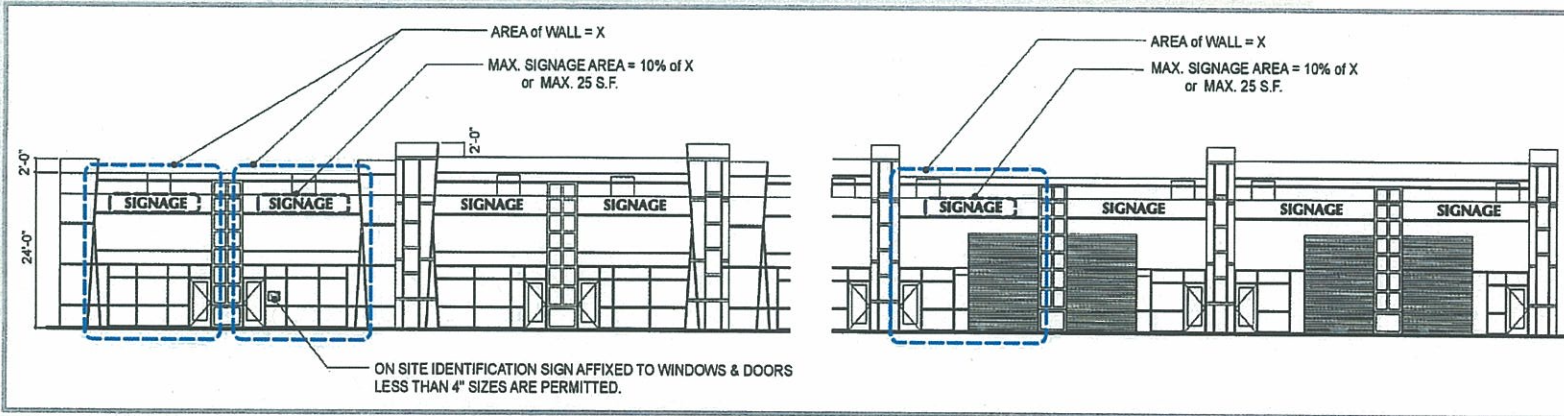 AREA of WALL = X
MAX. SIGNAGE AREA = 10% of X
or MAX. 25 S.F.
2'-0"
2'-0"
24'-0"
SIGNAGE
SIGNAGE
SIGNAGE
SIGNAGE
ON SITE IDENTIFICATION SIGN AFFIXED TO WINDOWS & DOORS
LESS THAN 4" SIZES ARE PERMITTED.
AREA of WALL = X
MAX. SIGNAGE AREA = 10% of X
or MAX. 25 S.F.
SIGNAGE
SIGNAGE
SIGNAGE
SIGNAGE